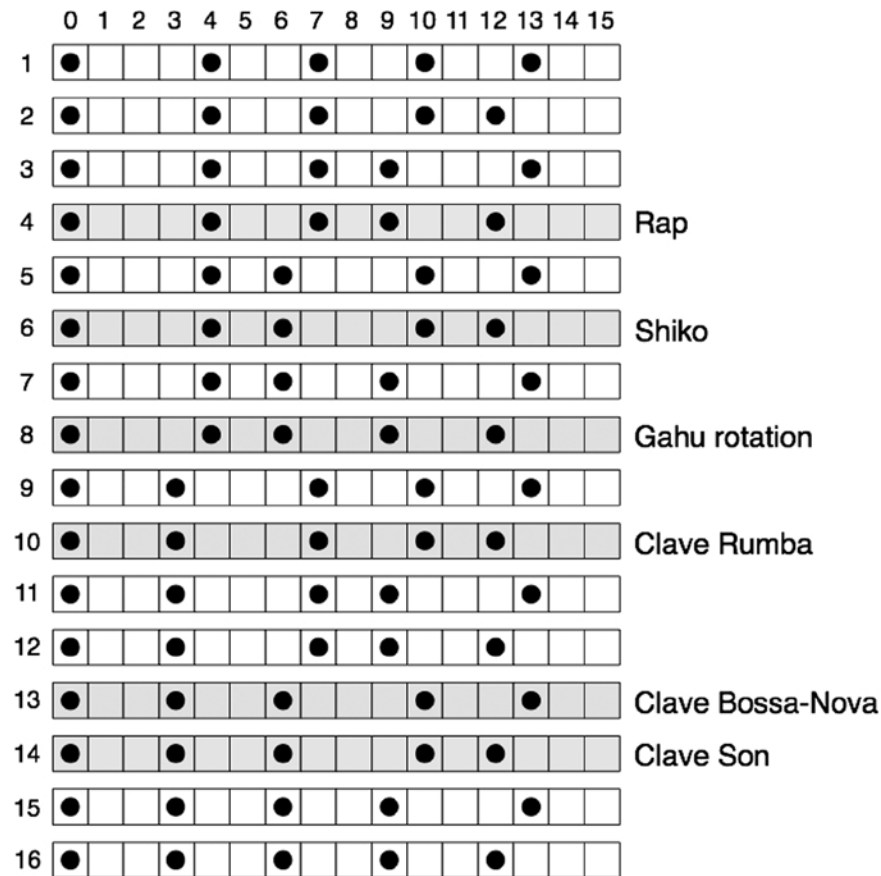 0 1 2 3 4 5 6 7 8 9 10 11 12 13 14 15
1
2
3
4 Rap
5
6 Shiko
7
8 Gahu rotation
9
10 Clave Rumba
11
12
13 Clave Bossa-Nova
14 Clave Son
15
16